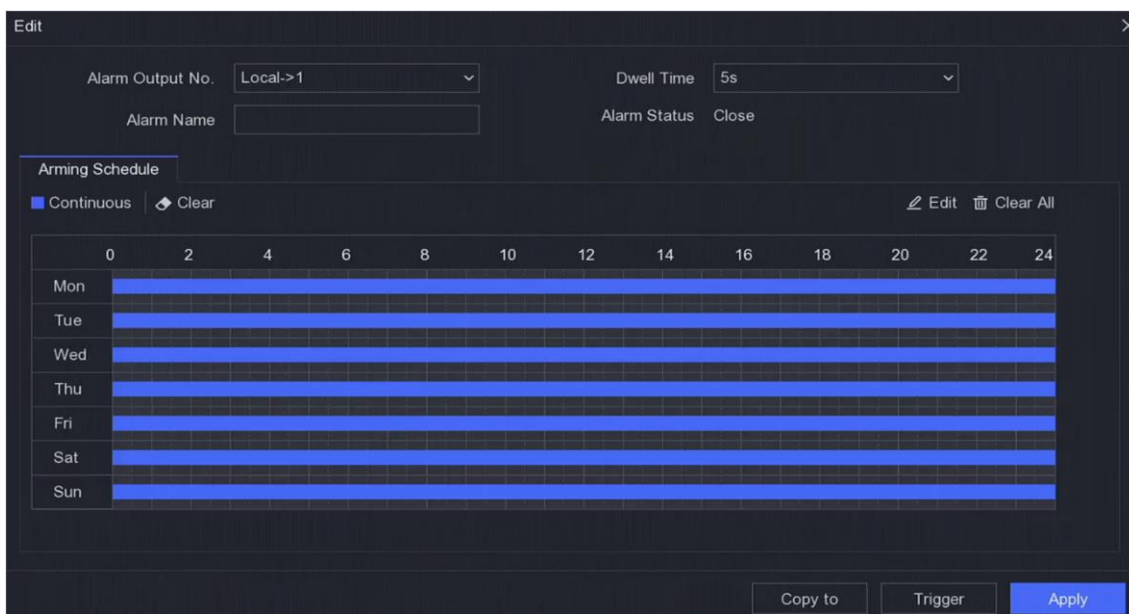 Edit
Alarm Output No. Local->1 Dwell Time 5s
Alarm Name Alarm Status Close
Arming Schedule
Continuous Clear Edit Clear All
0 2 4 6 8 10 12 14 16 18 20 22 24
Mon
Tue
Wed
Thu
Fri
Sat
Sun
Copy to Trigger Apply